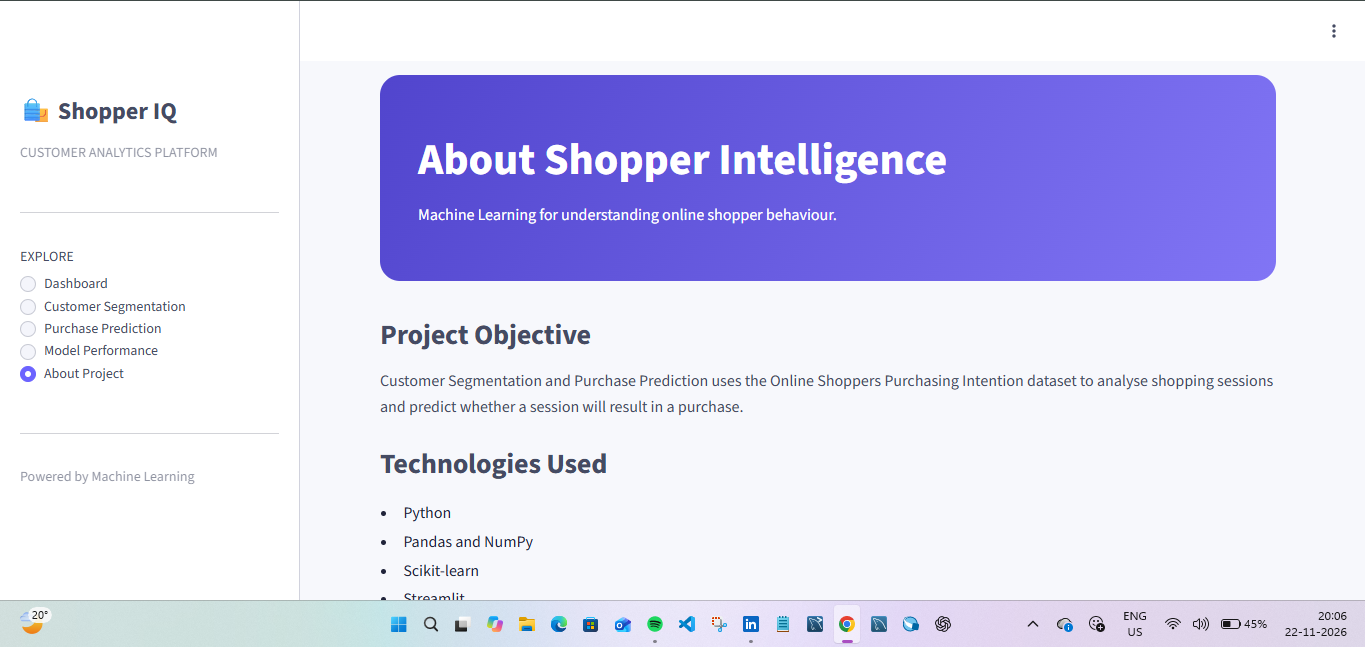 Shopper IQ
CUSTOMER ANALYTICS PLATFORM
EXPLORE
Dashboard
Customer Segmentation
Purchase Prediction
Model Performance
About Project
Powered by Machine Learning
About Shopper Intelligence
Machine Learning for understanding online shopper behaviour.
Project Objective
Customer Segmentation and Purchase Prediction uses the Online Shoppers Purchasing Intention dataset to analyse shopping sessions
and predict whether a session will result in a purchase.
Technologies Used
• Python
• Pandas and NumPy
• Scikit-learn
• Streamlit
20°
in
ENG
US
45%
20:06
22-11-2026